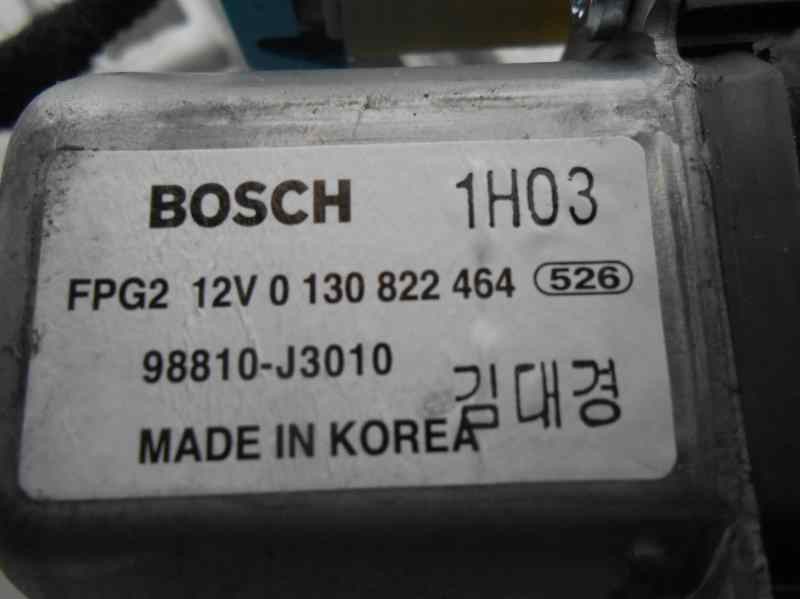 BOSCH 1H03
FPG2 12V 0 130 822 464 526
98810-J3010 김대경
MADE IN KOREA